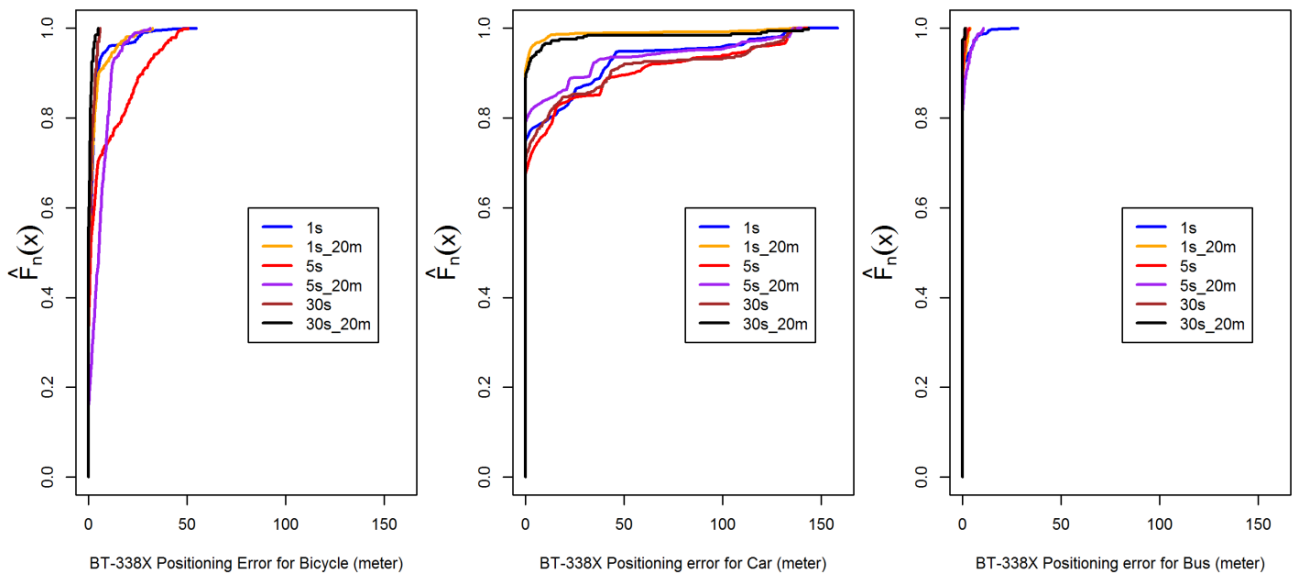 F̂n(x)
0.0 0.2 0.4 0.6 0.8 1.0
1s
1s_20m
5s
5s_20m
30s
30s_20m
0 50 100 150
BT-338X Positioning Error for Bicycle (meter)
F̂n(x)
0.0 0.2 0.4 0.6 0.8 1.0
1s
1s_20m
5s
5s_20m
30s
30s_20m
0 50 100 150
BT-338X Positioning error for Car (meter)
F̂n(x)
0.0 0.2 0.4 0.6 0.8 1.0
1s
1s_20m
5s
5s_20m
30s
30s_20m
0 50 100 150
BT-338X Positioning error for Bus (meter)